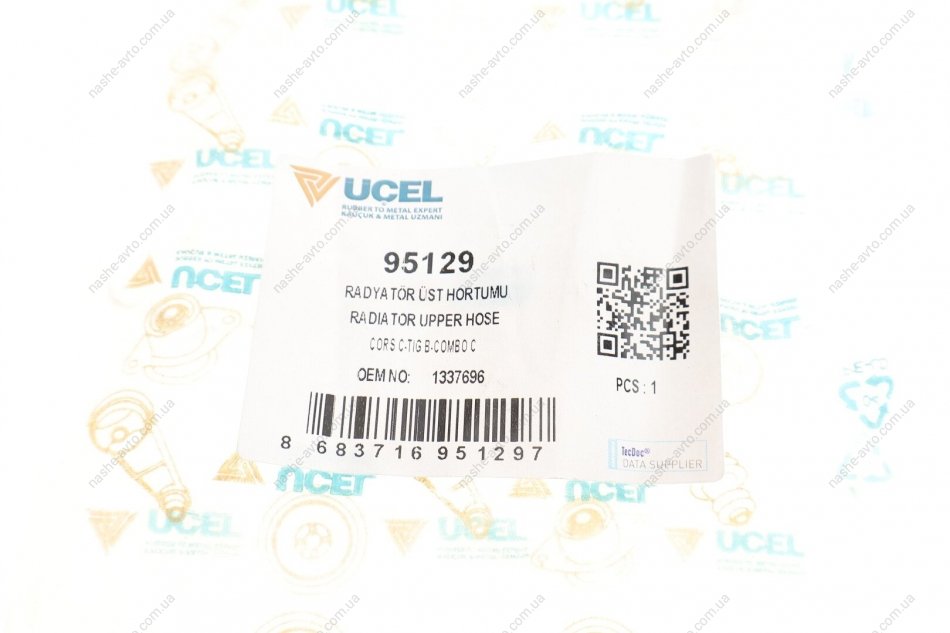 UÇEL
RUBBER TO METAL EXPERT
KAUÇUK & METAL UZMANI
95129
RADYATÖR ÜST HORTUMU
RADIATOR UPPER HOSE
CORS C-TIG B-COMBO C
OEM NO: 1337696
PCS : 1
8 683716 951297
TecDoc®
DATA SUPPLIER
nashe-avto.com.ua